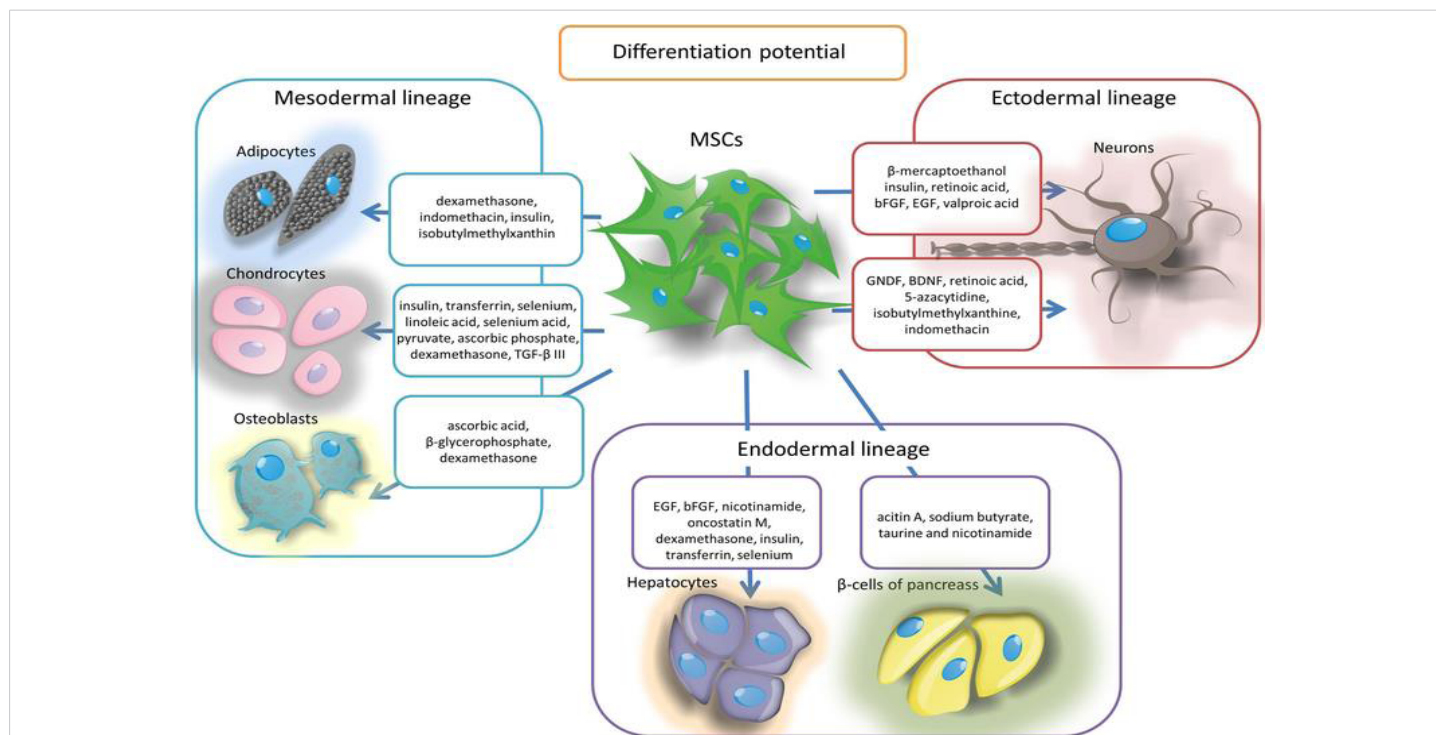 Differentiation potential
Mesodermal lineage
Adipocytes
dexamethasone,
indomethacin, insulin,
isobutylmethylxanthin
Chondrocytes
insulin, transferrin, selenium,
linoleic acid, selenium acid,
pyruvate, ascorbic phosphate,
dexamethasone, TGF-β III
Osteoblasts
ascorbic acid,
β-glycerophosphate,
dexamethasone
MSCs
Ectodermal lineage
Neurons
β-mercaptoethanol
insulin, retinoic acid,
bFGF, EGF, valproic acid
GNDF, BDNF, retinoic acid,
5-azacytidine,
isobutylmethylxanthine,
indomethacin
Endodermal lineage
EGF, bFGF, nicotinamide,
oncostatin M,
dexamethasone, insulin,
transferrin, selenium
Hepatocytes
acitin A, sodium butyrate,
taurine and nicotinamide
β-cells of pancreass